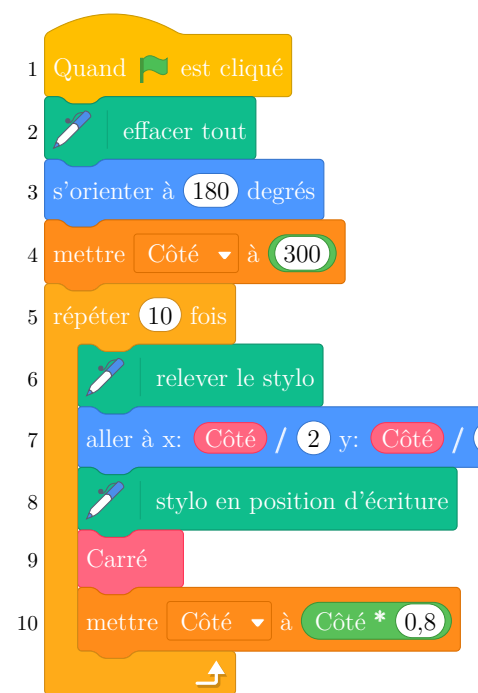 1 Quand est cliqué
2 effacer tout
3 s'orienter à 180 degrés
4 mettre Côté à 300
5 répéter 10 fois
6 relever le stylo
7 aller à x: Côté / 2 y: Côté /
8 stylo en position d'écriture
9 Carré
10 mettre Côté à Côté * 0,8